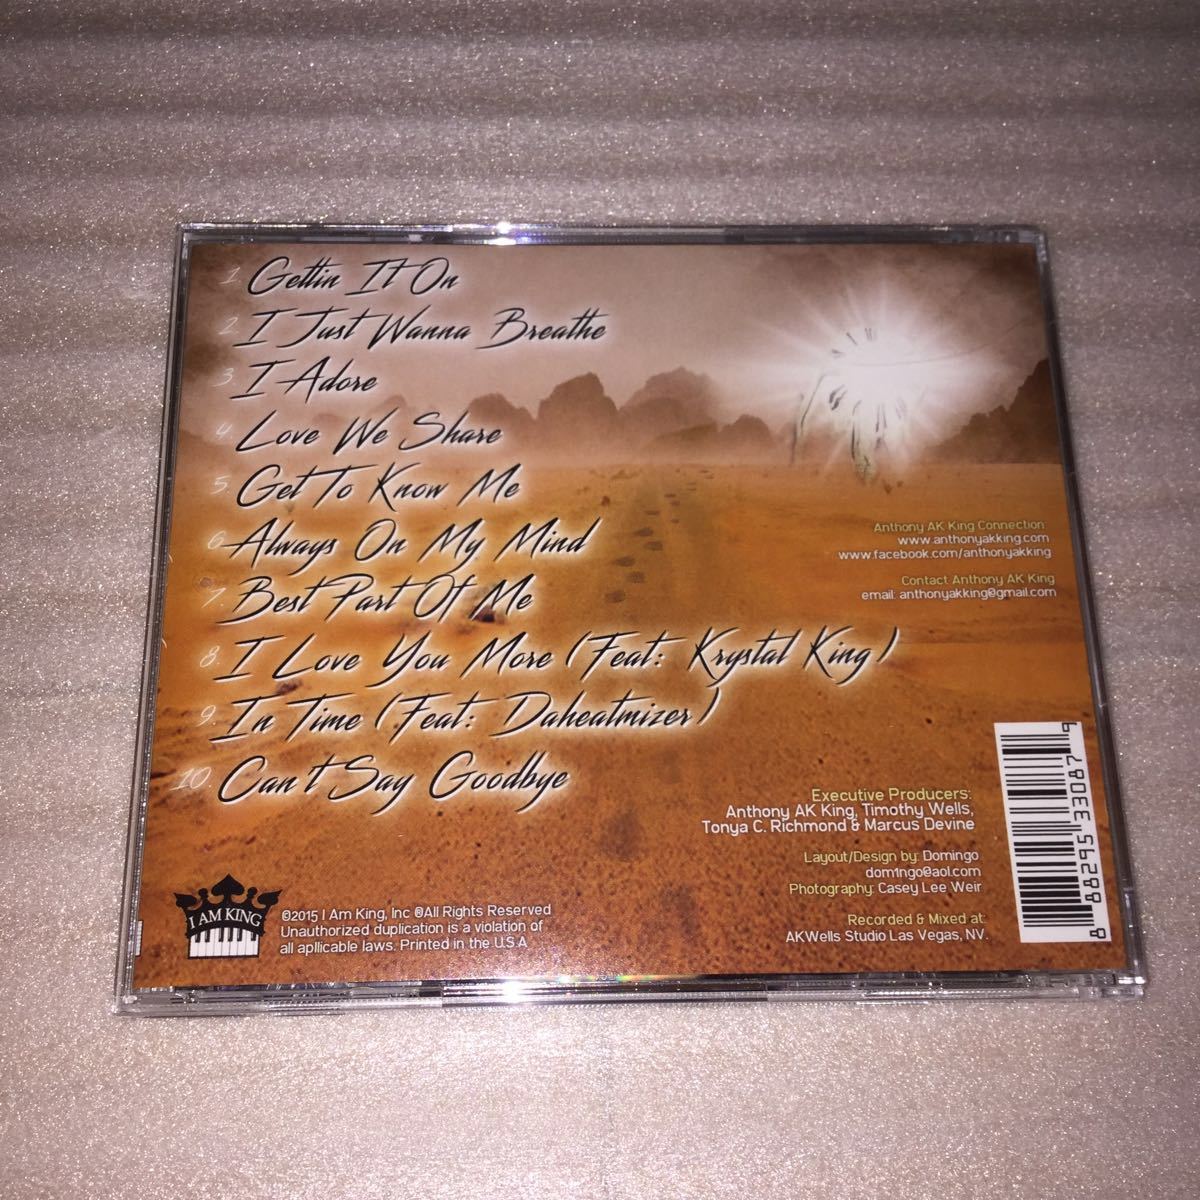 1. Gettin It On
2. I Just Wanna Breathe
3. I Adore
4. Love We Share
5. Get To Know Me
6. Always On My Mind
7. Best Part Of Me
8. I Love You More (Feat: Krystal King)
9. In Time (Feat: Daheatmizer)
10. Can't Say Goodbye
Anthony AK King Connection:
www.anthonyakking.com
www.facebook.com/anthonyakking
Contact Anthony AK King
email: anthonyakking@gmail.com
Executive Producers:
Anthony AK King, Timothy Wells,
Tonya C. Richmond & Marcus Devine
Layout/Design by: Domingo
dom1ngo@aol.com
Photography: Casey Lee Weir
Recorded & Mixed at:
AKWells Studio Las Vegas, NV.
I AM KING
©2015 I Am King, Inc ®All Rights Reserved
Unauthorized duplication is a violation of
all apllicable laws. Printed in the U.S.A
8 88295 33087 9